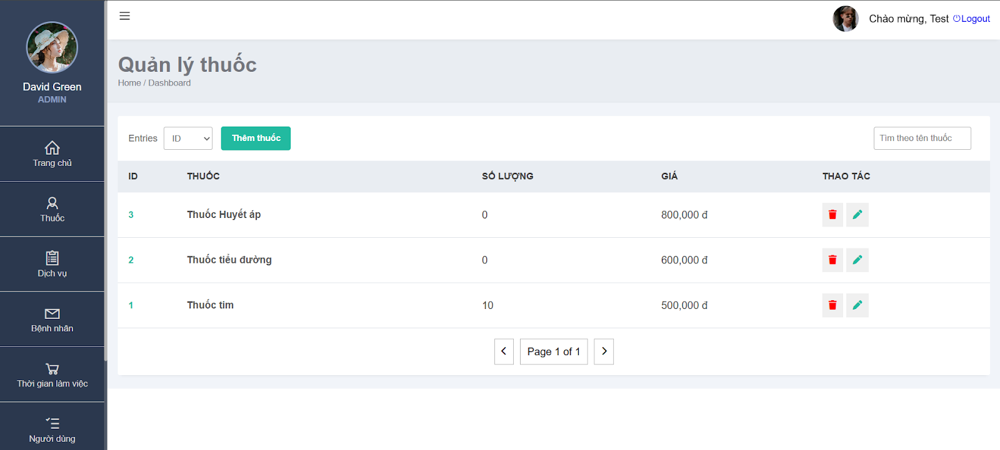 David Green
ADMIN
Trang chủ
Thuốc
Dịch vụ
Bệnh nhân
Thời gian làm việc
Người dùng
Chào mừng, Test Logout
Quản lý thuốc
Home / Dashboard
Entries ID Thêm thuốc Tìm theo tên thuốc
ID THUỐC SỐ LƯỢNG GIÁ THAO TÁC
3 Thuốc Huyết áp 0 800,000 đ
2 Thuốc tiểu đường 0 600,000 đ
1 Thuốc tim 10 500,000 đ
Page 1 of 1